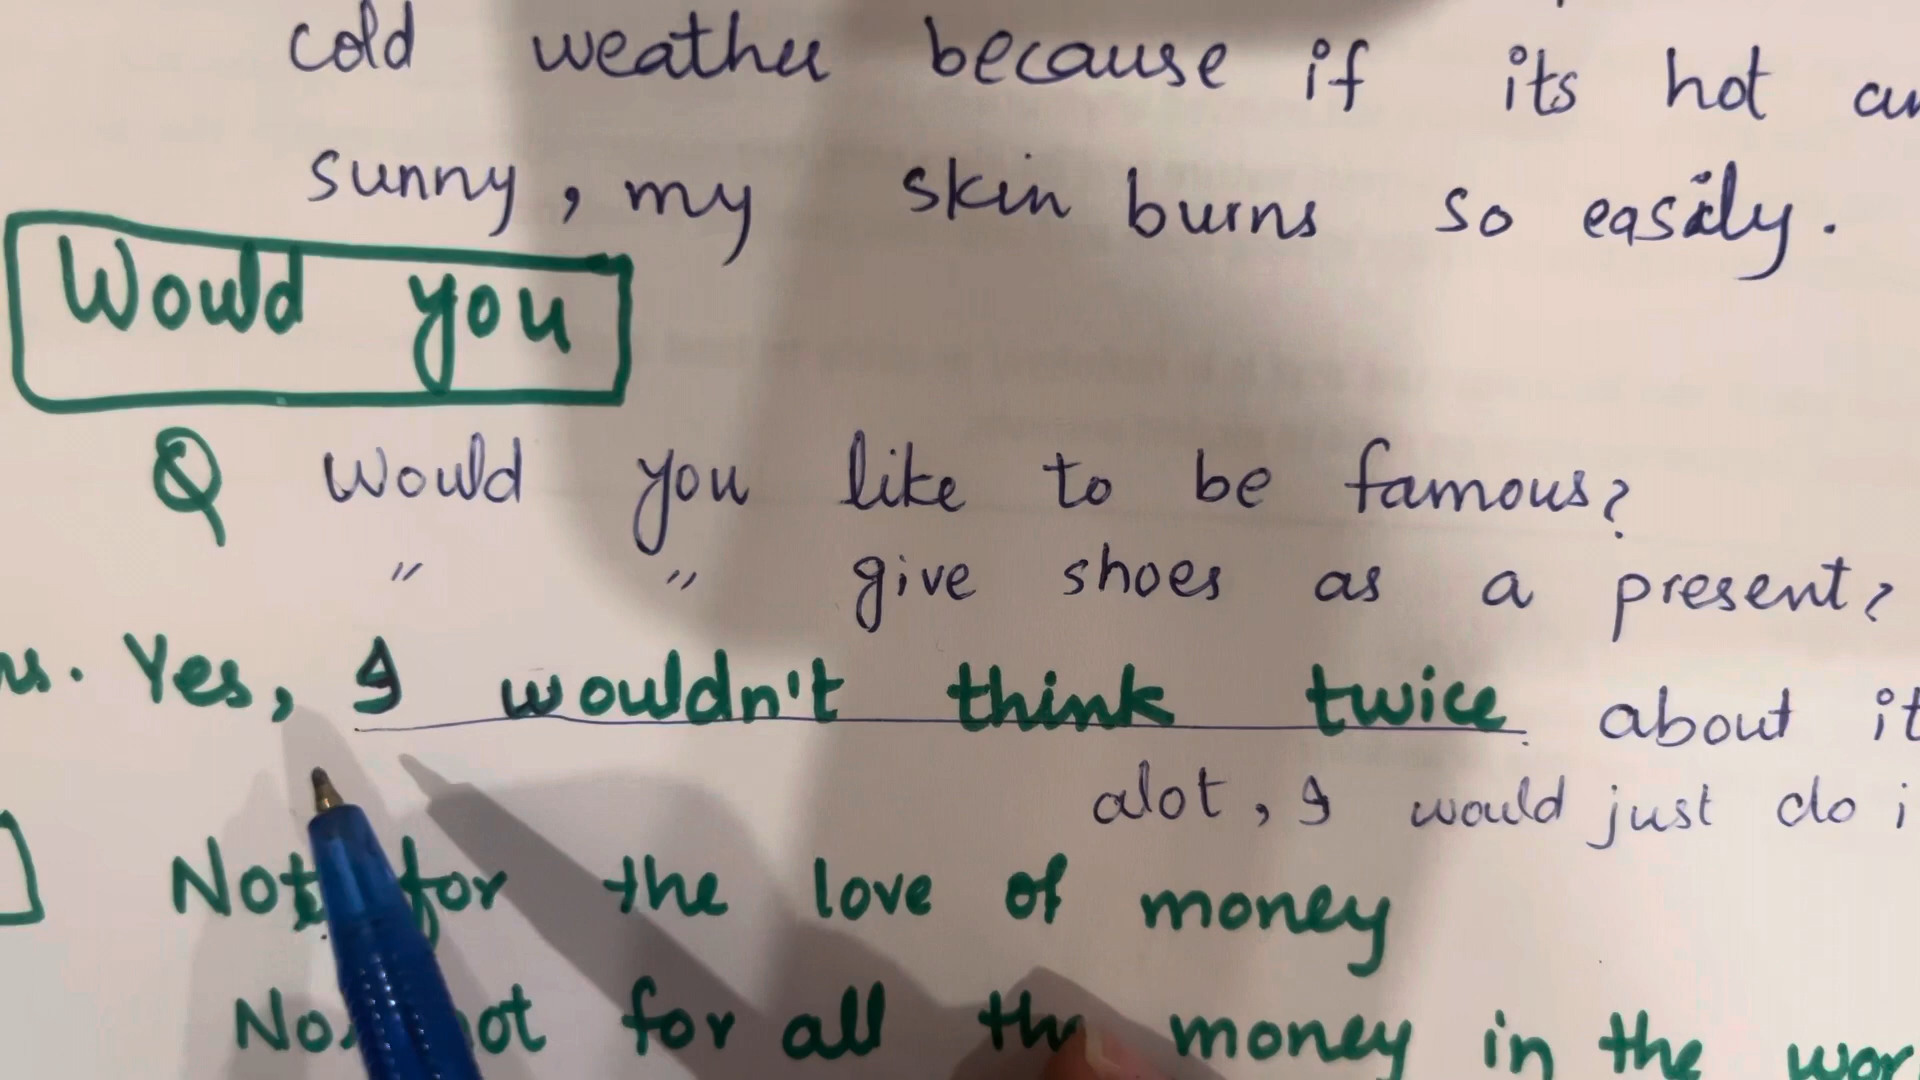 cold weather because if its hot
sunny, my skin burns so easily.
Would you
Q Would you like to be famous?
" " give shoes as a present?
Yes, I wouldn't think twice about it
alot, I would just do
Not for the love of money
for all money in the